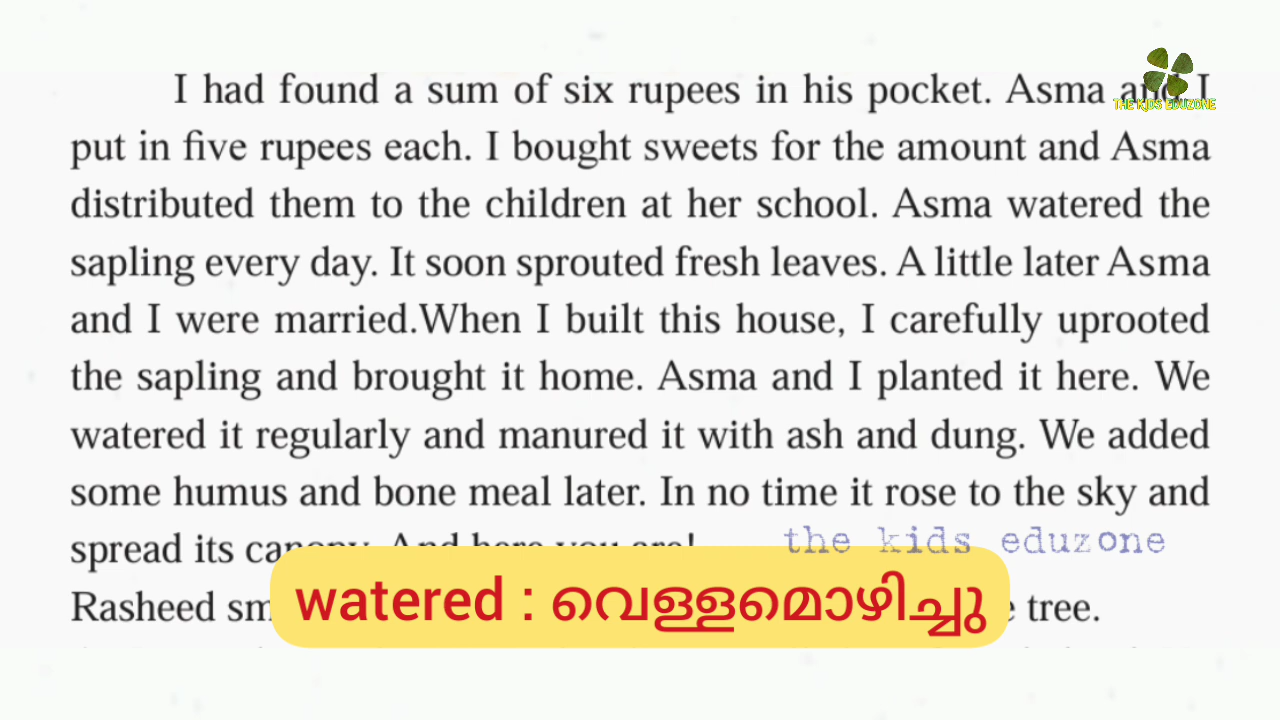 I had found a sum of six rupees in his pocket. Asma and I
THE KIDS EDUZONE
put in five rupees each. I bought sweets for the amount and Asma
distributed them to the children at her school. Asma watered the
sapling every day. It soon sprouted fresh leaves. A little later Asma
and I were married.When I built this house, I carefully uprooted
the sapling and brought it home. Asma and I planted it here. We
watered it regularly and manured it with ash and dung. We added
some humus and bone meal later. In no time it rose to the sky and
spread its canopy. And here you are!
the kids eduzone
Rasheed tree.
watered : വെള്ളമൊഴിച്ചു